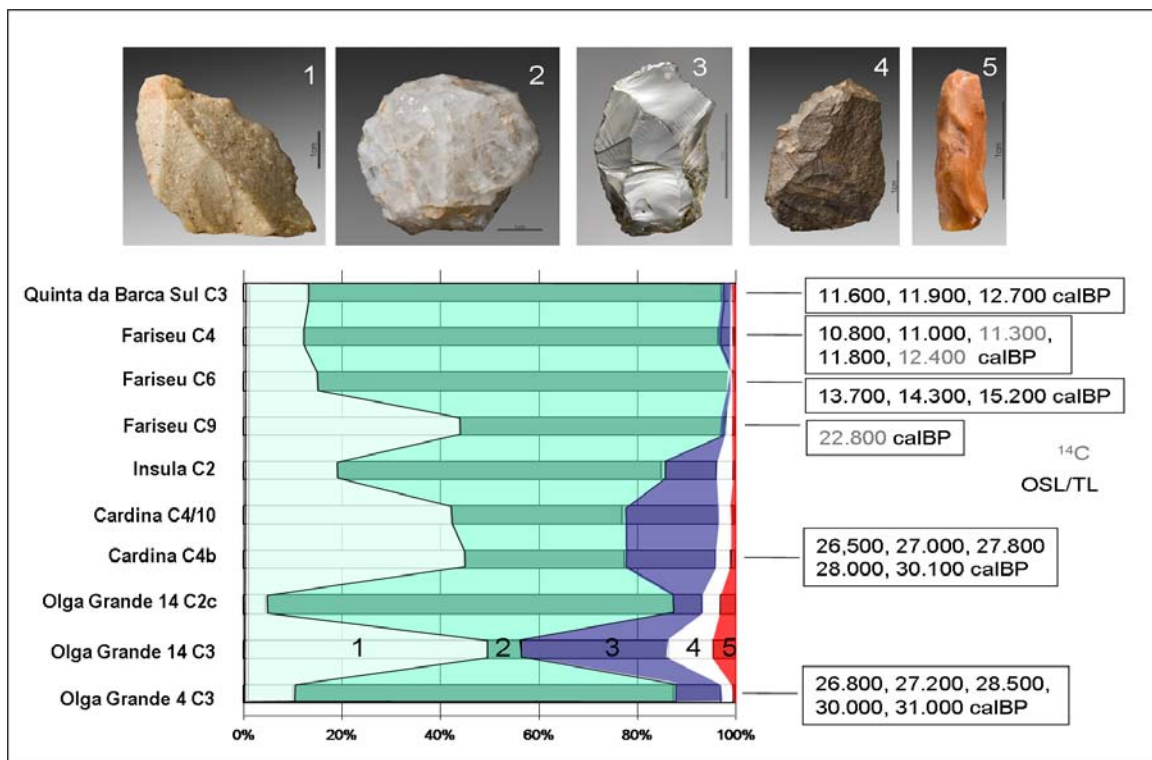 1
2
3
4
5
Quinta da Barca Sul C3
11.600, 11.900, 12.700 calBP
Fariseu C4
10.800, 11.000, 11.300,
11.800, 12.400 calBP
Fariseu C6
13.700, 14.300, 15.200 calBP
Fariseu C9
22.800 calBP
14C
OSL/TL
Insula C2
Cardina C4/10
Cardina C4b
26,500, 27.000, 27.800
28.000, 30.100 calBP
Olga Grande 14 C2c
Olga Grande 14 C3
1 2 3 4 5
Olga Grande 4 C3
26.800, 27.200, 28.500,
30.000, 31.000 calBP
0% 20% 40% 60% 80% 100%